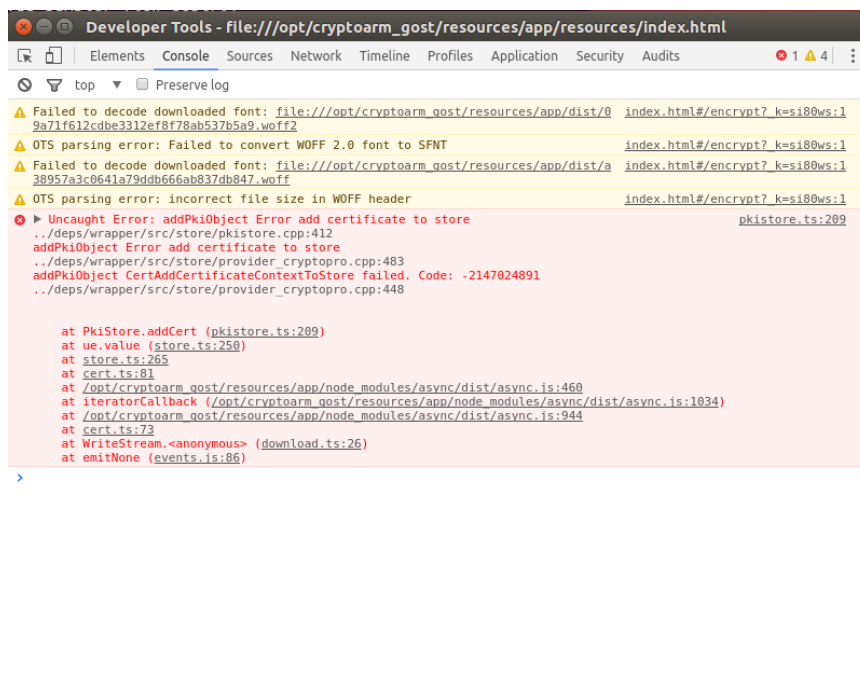 Developer Tools - file:///opt/cryptoarm_gost/resources/app/resources/index.html
Elements Console Sources Network Timeline Profiles Application Security Audits 1 4
top Preserve log
Failed to decode downloaded font: file:///opt/cryptoarm_gost/resources/app/dist/0 index.html#/encrypt?_k=si80ws:1
9a71f612cdbe3312ef8f78ab537b5a9.woff2
OTS parsing error: Failed to convert WOFF 2.0 font to SFNT index.html#/encrypt?_k=si80ws:1
Failed to decode downloaded font: file:///opt/cryptoarm_gost/resources/app/dist/a index.html#/encrypt?_k=si80ws:1
38957a3c0641a79ddb666ab837db847.woff
OTS parsing error: incorrect file size in WOFF header index.html#/encrypt?_k=si80ws:1
Uncaught Error: addPkiObject Error add certificate to store pkistore.ts:209
../deps/wrapper/src/store/pkistore.cpp:412
addPkiObject Error add certificate to store
../deps/wrapper/src/store/provider_cryptopro.cpp:483
addPkiObject CertAddCertificateContextToStore failed. Code: -2147024891
../deps/wrapper/src/store/provider_cryptopro.cpp:448
at PkiStore.addCert (pkistore.ts:209)
at ue.value (store.ts:250)
at store.ts:265
at cert.ts:81
at /opt/cryptoarm_gost/resources/app/node_modules/async/dist/async.js:460
at iteratorCallback (/opt/cryptoarm_gost/resources/app/node_modules/async/dist/async.js:1034)
at /opt/cryptoarm_gost/resources/app/node_modules/async/dist/async.js:944
at cert.ts:73
at WriteStream.<anonymous> (download.ts:26)
at emitNone (events.js:86)